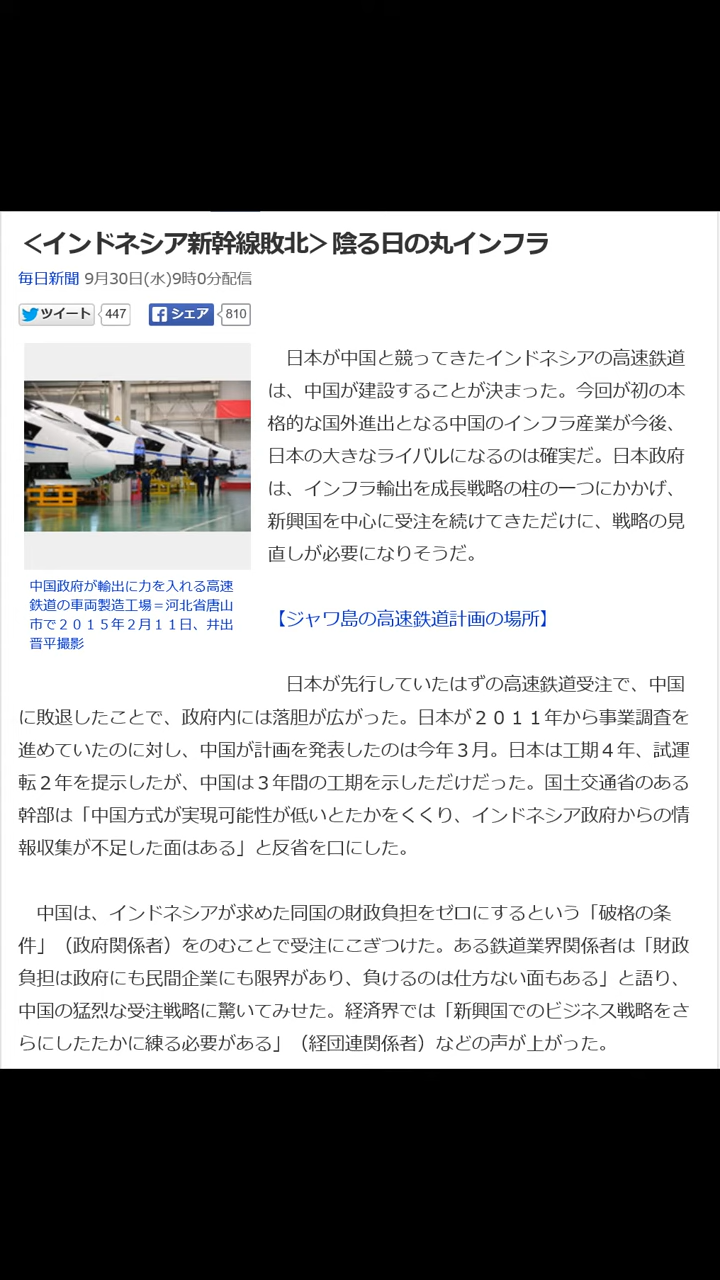 ＜インドネシア新幹線敗北＞陰る日の丸インフラ
毎日新聞 9月30日(水)9時0分配信
ツイート 447 シェア 810
日本が中国と競ってきたインドネシアの高速鉄道
は、中国が建設することが決まった。今回が初の本
格的な国外進出となる中国のインフラ産業が今後、
日本の大きなライバルになるのは確実だ。日本政府
は、インフラ輸出を成長戦略の柱の一つにかかげ、
新興国を中心に受注を続けてきただけに、戦略の見
直しが必要になりそうだ。
中国政府が輸出に力を入れる高速
鉄道の車両製造工場＝河北省唐山
市で２０１５年２月１１日、井出
晋平撮影
【ジャワ島の高速鉄道計画の場所】
日本が先行していたはずの高速鉄道受注で、中国
に敗退したことで、政府内には落胆が広がった。日本が２０１１年から事業調査を
進めていたのに対し、中国が計画を発表したのは今年３月。日本は工期４年、試運
転２年を提示したが、中国は３年間の工期を示しただけだった。国土交通省のある
幹部は「中国方式が実現可能性が低いとたかをくくり、インドネシア政府からの情
報収集が不足した面はある」と反省を口にした。
中国は、インドネシアが求めた同国の財政負担をゼロにするという「破格の条
件」（政府関係者）をのむことで受注にこぎつけた。ある鉄道業界関係者は「財政
負担は政府にも民間企業にも限界があり、負けるのは仕方ない面もある」と語り、
中国の猛烈な受注戦略に驚いてみせた。経済界では「新興国でのビジネス戦略をさ
らにしたたかに練る必要がある」（経団連関係者）などの声が上がった。